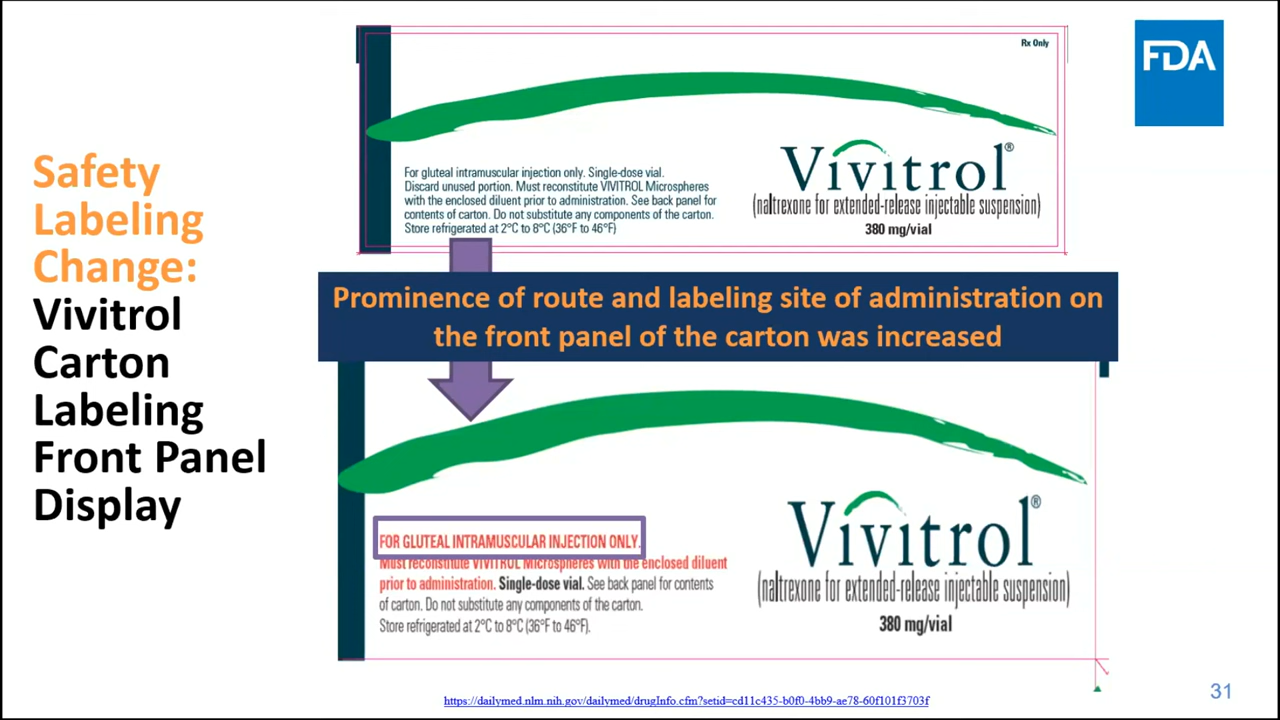 FDA
Safety
Labeling
Change:
Vivitrol
Carton
Labeling
Front Panel
Display
Rx Only
For gluteal intramuscular injection only. Single-dose vial.
Discard unused portion. Must reconstitute VIVITROL Microspheres
with the enclosed diluent prior to administration. See back panel for
contents of carton. Do not substitute any components of the carton.
Store refrigerated at 2°C to 8°C (36°F to 46°F)
Vivitrol®
(naltrexone for extended-release injectable suspension)
380 mg/vial
Prominence of route and labeling site of administration on
the front panel of the carton was increased
FOR GLUTEAL INTRAMUSCULAR INJECTION ONLY.
Must reconstitute VIVITROL Microspheres with the enclosed diluent
prior to administration. Single-dose vial. See back panel for contents
of carton. Do not substitute any components of the carton.
Store refrigerated at 2°C to 8°C (36°F to 46°F).
Vivitrol®
(naltrexone for extended-release injectable suspension)
380 mg/vial
https://dailymed.nlm.nih.gov/dailymed/drugInfo.cfm?setid=cd11c435-b0f0-4bb9-ae78-60f101f3703f
31